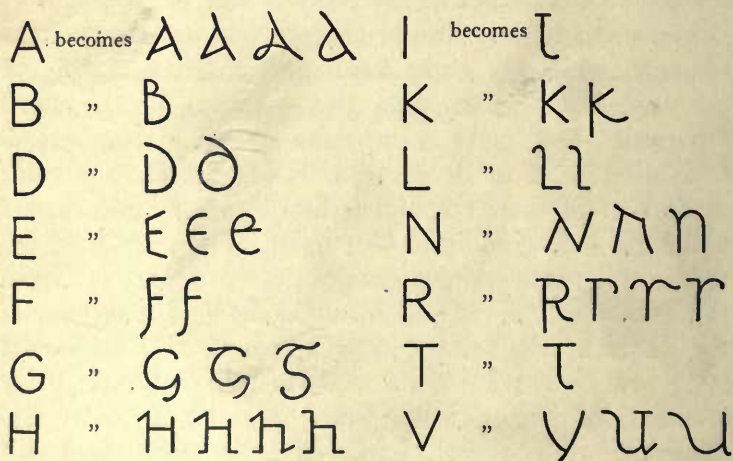 A becomes A A A a I becomes t
B " B K " K K
D " D ∂ L " l l
E " E E e N " N n n
F " F f R " R r r r
G " G G G T " T
H " H H h h V " y u u